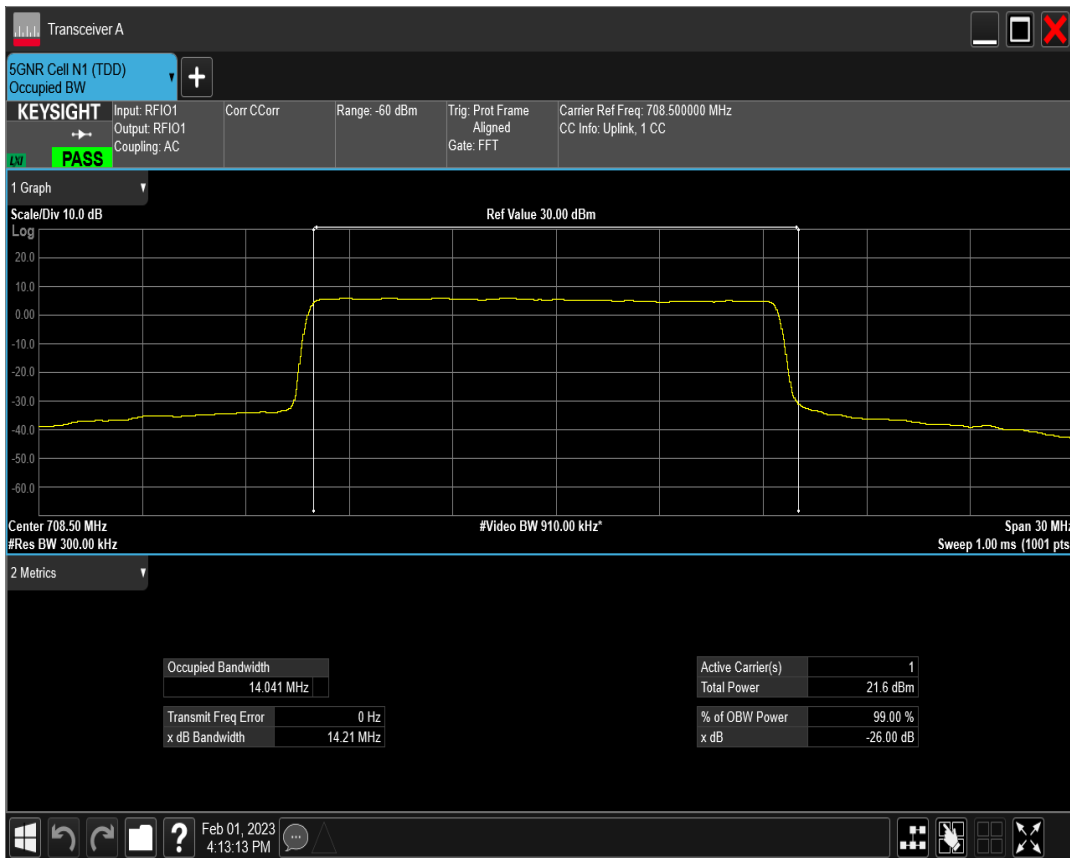 Transceiver A
5GNR Cell N1 (TDD)
Occupied BW
+
KEYSIGHT
LXI
PASS
Input: RFIO1
Output: RFIO1
Coupling: AC
Corr CCorr
Range: -60 dBm
Trig: Prot Frame
Aligned
Gate: FFT
Carrier Ref Freq: 708.500000 MHz
CC Info: Uplink, 1 CC
1 Graph
Scale/Div 10.0 dB
Ref Value 30.00 dBm
Log
20.0
10.0
0.00
-10.0
-20.0
-30.0
-40.0
-50.0
-60.0
Center 708.50 MHz
#Video BW 910.00 kHz*
Span 30 MHz
#Res BW 300.00 kHz
Sweep 1.00 ms (1001 pts
2 Metrics
Occupied Bandwidth
14.041 MHz
Transmit Freq Error 0 Hz
x dB Bandwidth 14.21 MHz
Active Carrier(s) 1
Total Power 21.6 dBm
% of OBW Power 99.00 %
x dB -26.00 dB
?
Feb 01, 2023
4:13:13 PM